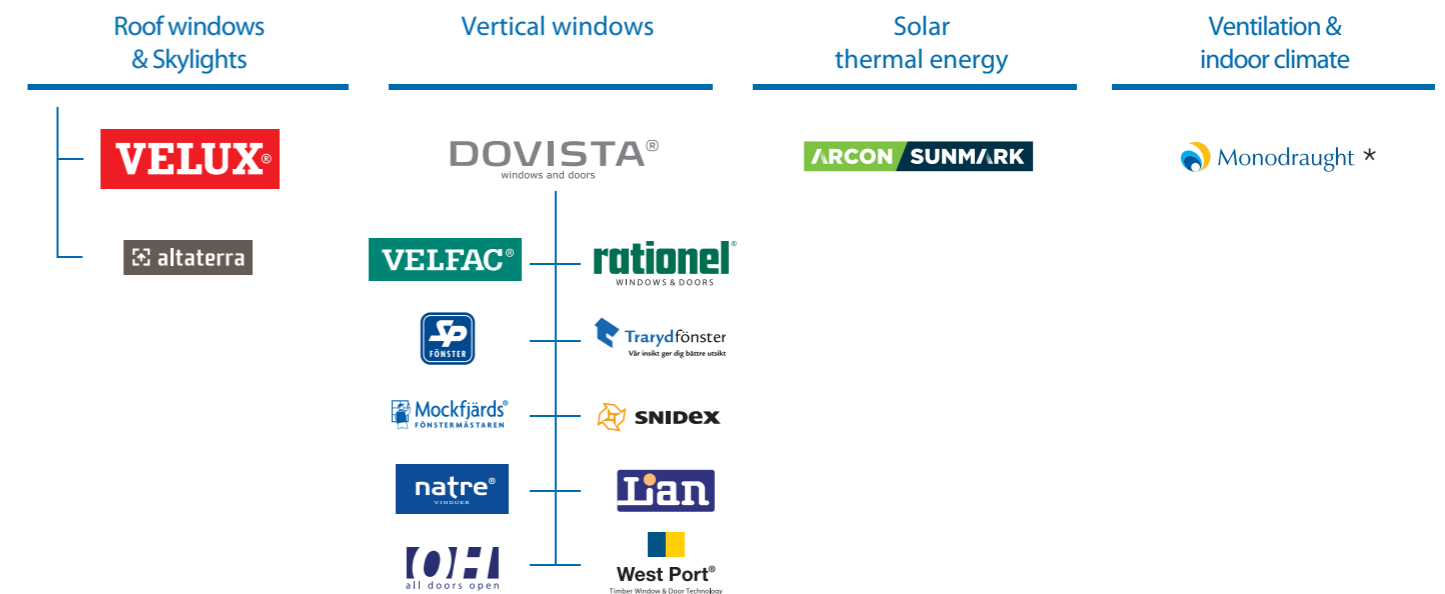 Roof windows
& Skylights
Vertical windows
Solar
thermal energy
Ventilation &
indoor climate
VELUX®
DOVISTA®
windows and doors
ARCON SUNMARK
Monodraught *
altaterra
VELFAC®
rationel®
WINDOWS & DOORS
SP
FÖNSTER
Trarydfönster
Vår insikt ger dig bättre utsikt
Mockfjärds®
FÖNSTERMÄSTAREN
SNIDEX
natre®
VINDUER
Lian
OH
all doors open
West Port®
Timber Window & Door Technology